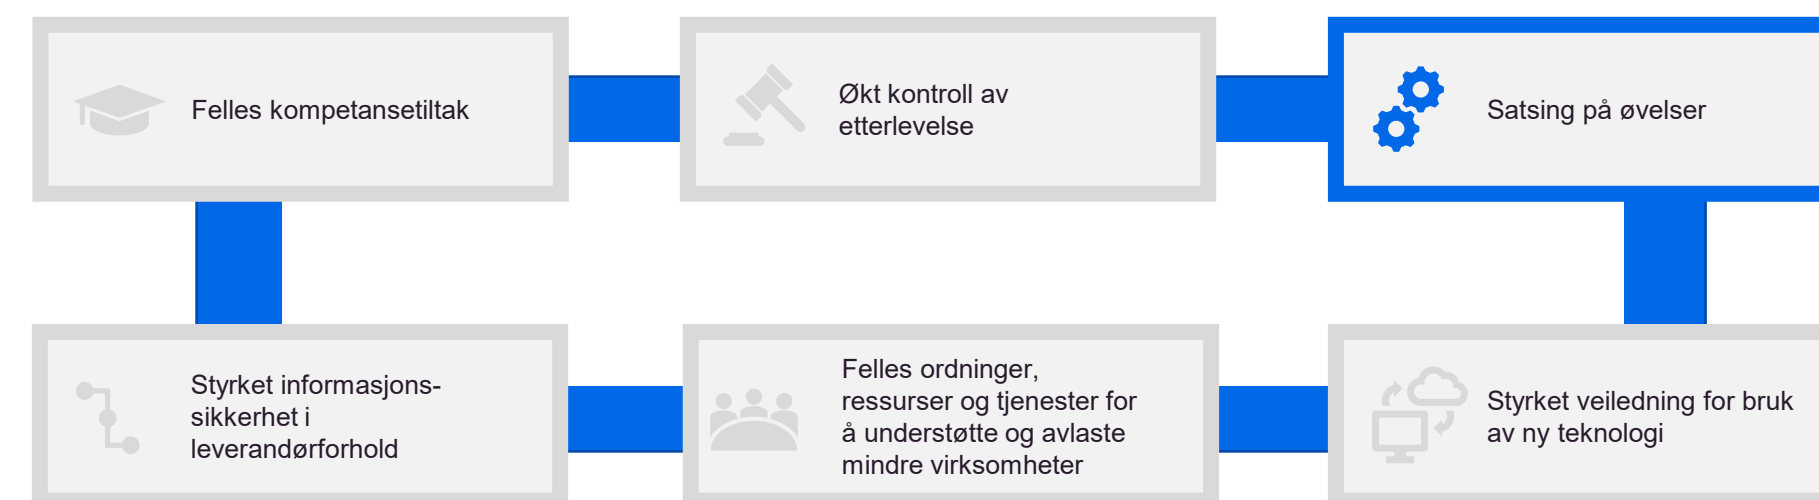 Felles kompetansetiltak
Økt kontroll av
etterlevelse
Satsing på øvelser
Styrket informasjons-
sikkerhet i
leverandørforhold
Felles ordninger,
ressurser og tjenester for
å understøtte og avlaste
mindre virksomheter
Styrket veiledning for bruk
av ny teknologi